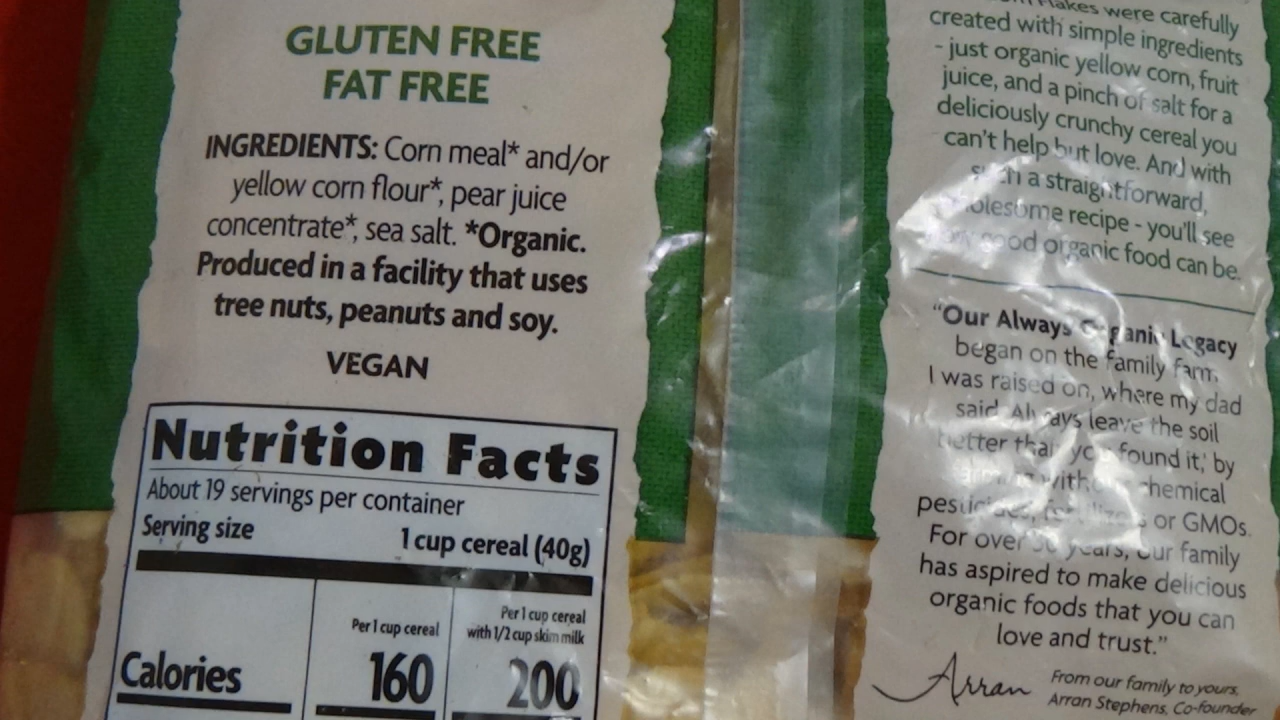 GLUTEN FREE
FAT FREE
INGREDIENTS: Corn meal* and/or
yellow corn flour*, pear juice
concentrate*, sea salt. *Organic.
Produced in a facility that uses
tree nuts, peanuts and soy.
VEGAN
Nutrition Facts
About 19 servings per container
Serving size 1 cup cereal (40g)
Per 1 cup cereal
Per 1 cup cereal
with 1/2 cup skim milk
Calories 160 200
were carefully
created with simple ingredients
- just organic yellow corn, fruit
juice, and a pinch of salt for a
deliciously crunchy cereal you
can't help but love. And with
such a straightforward,
recipe - you'll see
good organic food can be.
"Our Always Organic Legacy
began on the family farm,
I was raised on, where my dad
said, 'Always leave the soil
better than you found it,' by
chemical
or GMOs.
For over years, our family
has aspired to make delicious
organic foods that you can
love and trust."
Arran
From our family to yours,
Arran Stephens, Co-founder